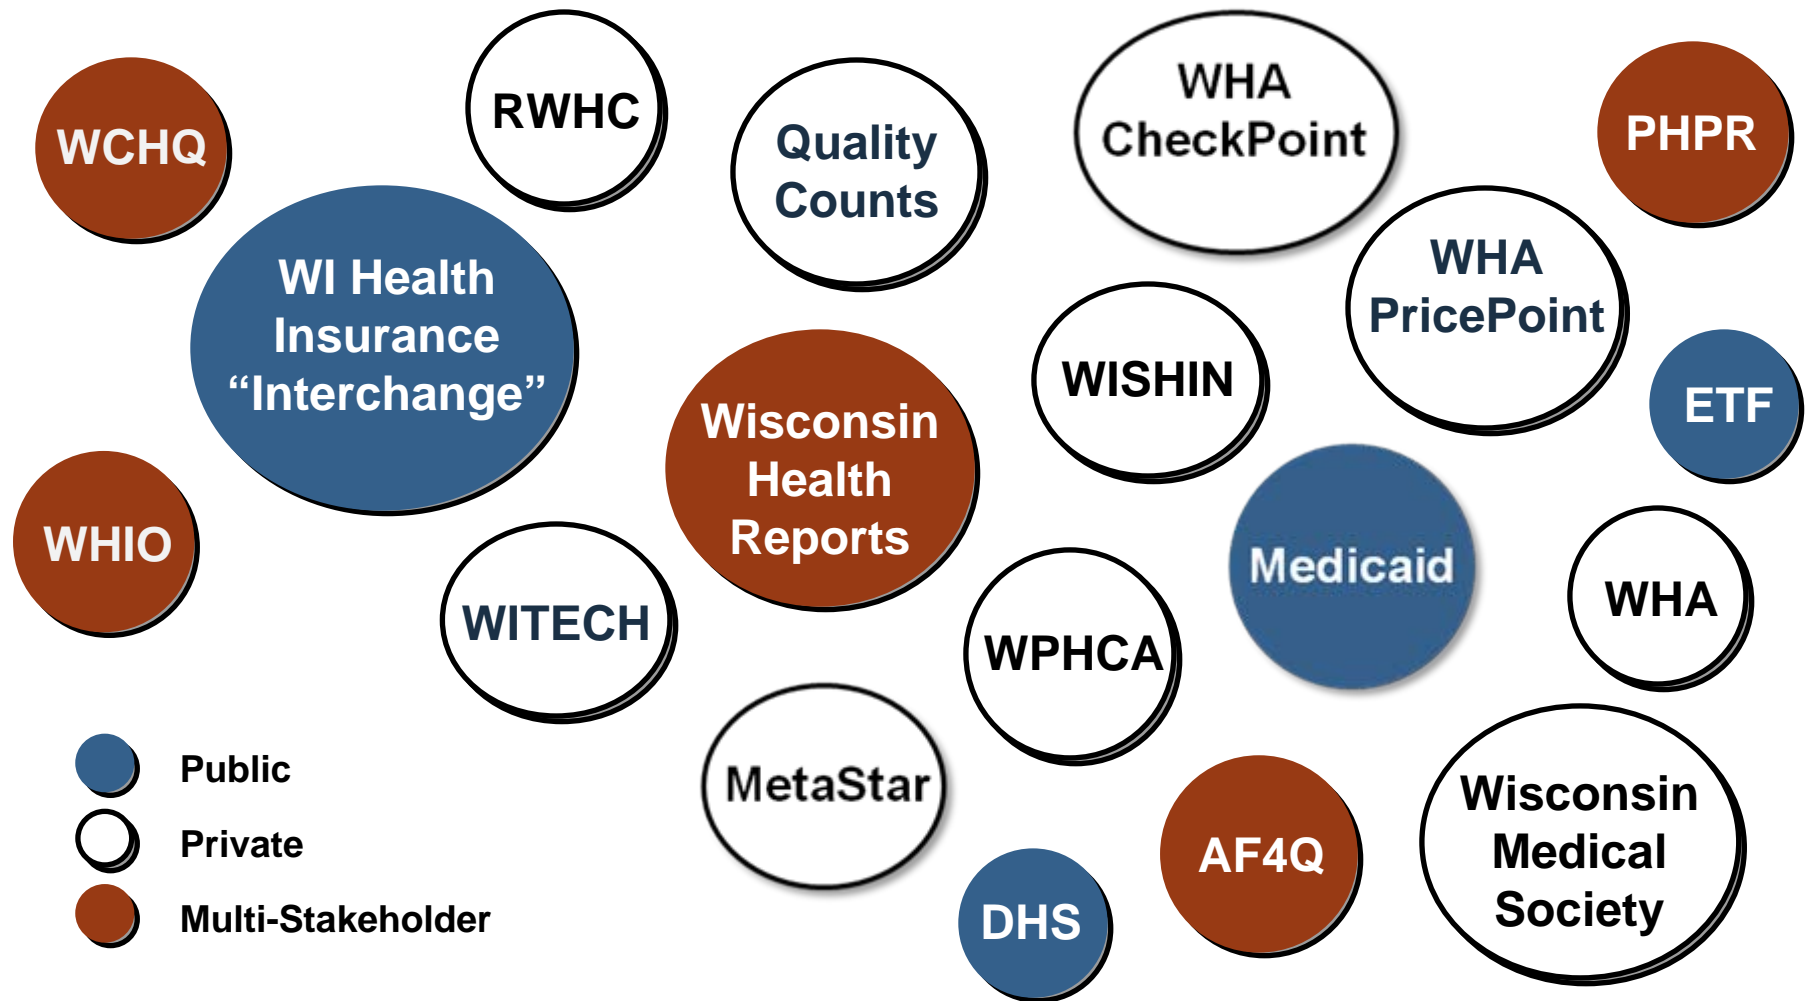 WCHQ
RWHC
Quality
Counts
WHA
CheckPoint
PHPR
WI Health
Insurance
“Interchange”
WHA
PricePoint
WISHIN
ETF
Wisconsin
Health
Reports
WHIO
WITECH
Medicaid
WHA
WPHCA
MetaStar
Wisconsin
Medical
Society
AF4Q
DHS
Public
Private
Multi-Stakeholder